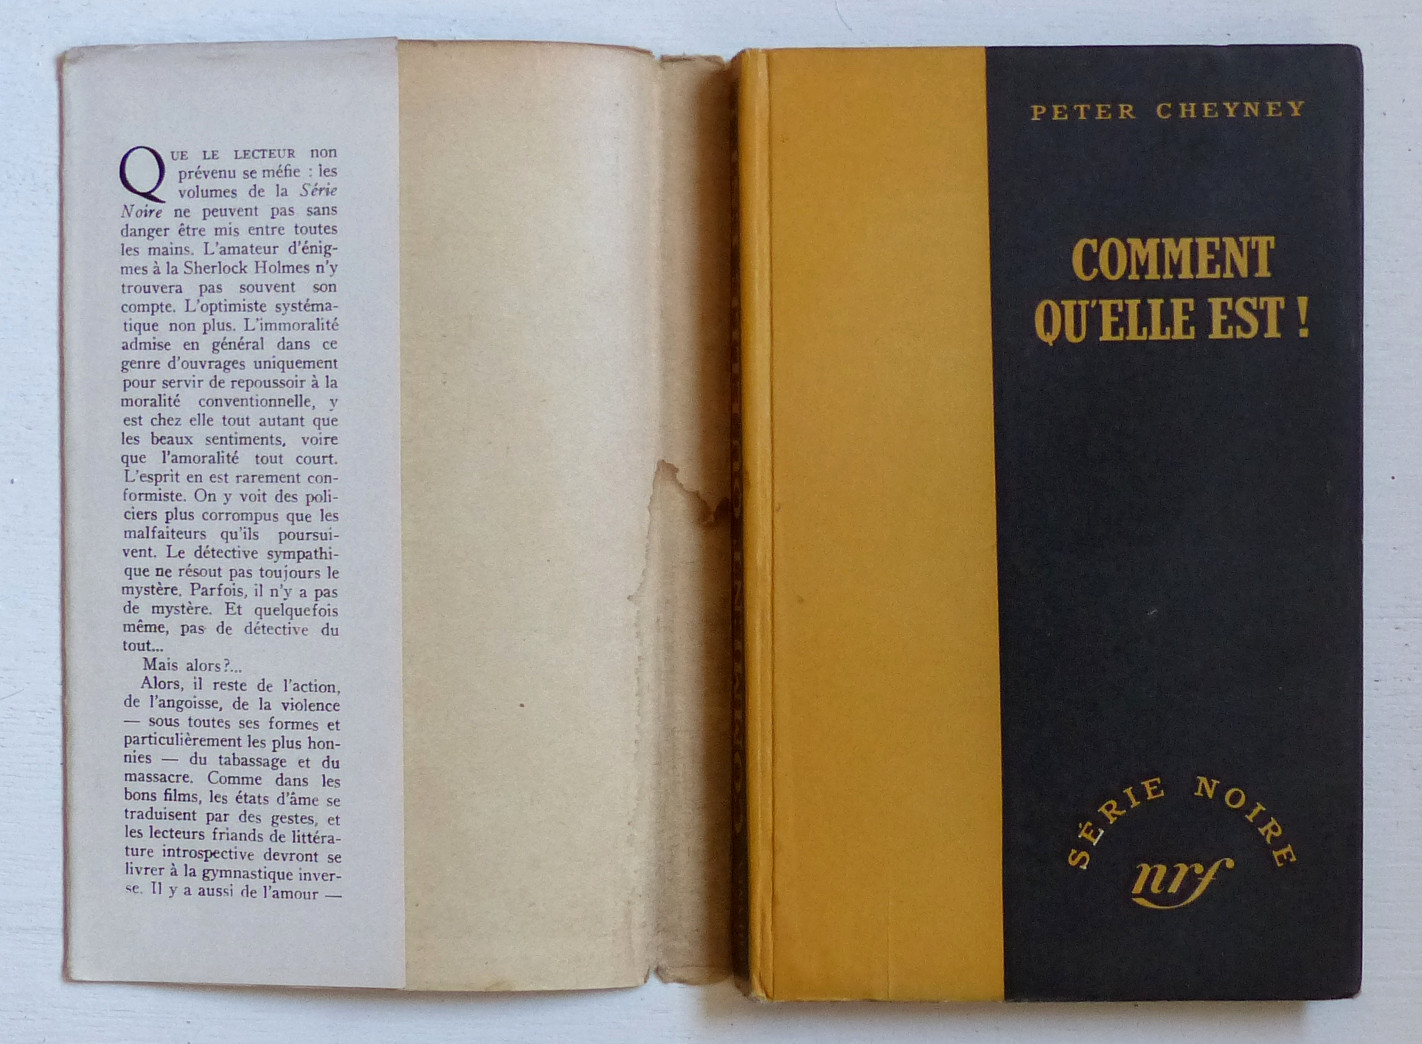 QUE LE LECTEUR non
prévenu se méfie : les
volumes de la Série
Noire ne peuvent pas sans
danger être mis entre toutes
les mains. L'amateur d'énig-
mes à la Sherlock Holmes n'y
trouvera pas souvent son
compte. L'optimiste systéma-
tique non plus. L'immoralité
admise en général dans ce
genre d'ouvrages uniquement
pour servir de repoussoir à la
moralité conventionnelle, y
est chez elle tout autant que
les beaux sentiments, voire
que l'amoralité tout court.
L'esprit en est rarement con-
formiste. On y voit des poli-
ciers plus corrompus que les
malfaiteurs qu'ils poursui-
vent. Le détective sympathi-
que ne résout pas toujours le
mystère. Parfois, il n'y a pas
de mystère. Et quelquefois
même, pas de détective du
tout...
Mais alors?...
Alors, il reste de l'action,
de l'angoisse, de la violence
— sous toutes ses formes et
particulièrement les plus hon-
nies — du tabassage et du
massacre. Comme dans les
bons films, les états d'âme se
traduisent par des gestes, et
les lecteurs friands de littéra-
ture introspective devront se
livrer à la gymnastique inver-
se. Il y a aussi de l'amour —
PETER CHEYNEY
COMMENT
QU'ELLE EST !
SÉRIE NOIRE
nrf